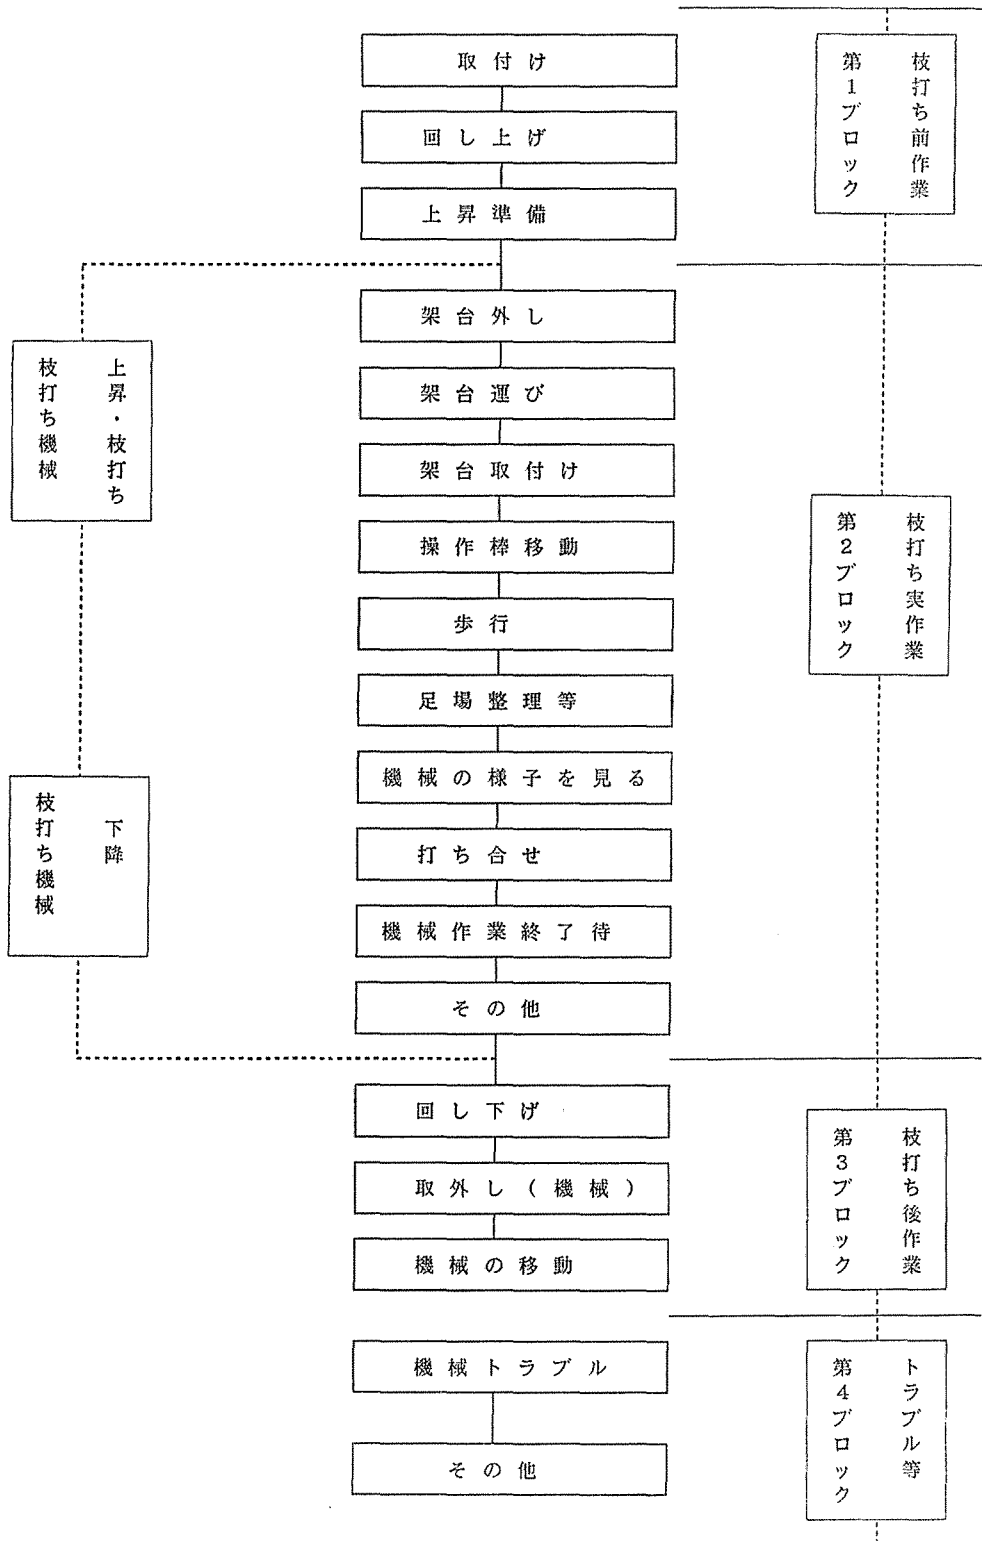 取付け
回し上げ
上昇準備
架台外し
架台運び
架台取付け
操作棒移動
歩行
足場整理等
機械の様子を見る
打ち合せ
機械作業終了待
その他
回し下げ
取外し(機械)
機械の移動
機械トラブル
その他
枝打ち機械
上昇・枝打ち
枝打ち機械
下降
第1ブロック
枝打ち前作業
第2ブロック
枝打ち実作業
第3ブロック
枝打ち後作業
第4ブロック
トラブル等